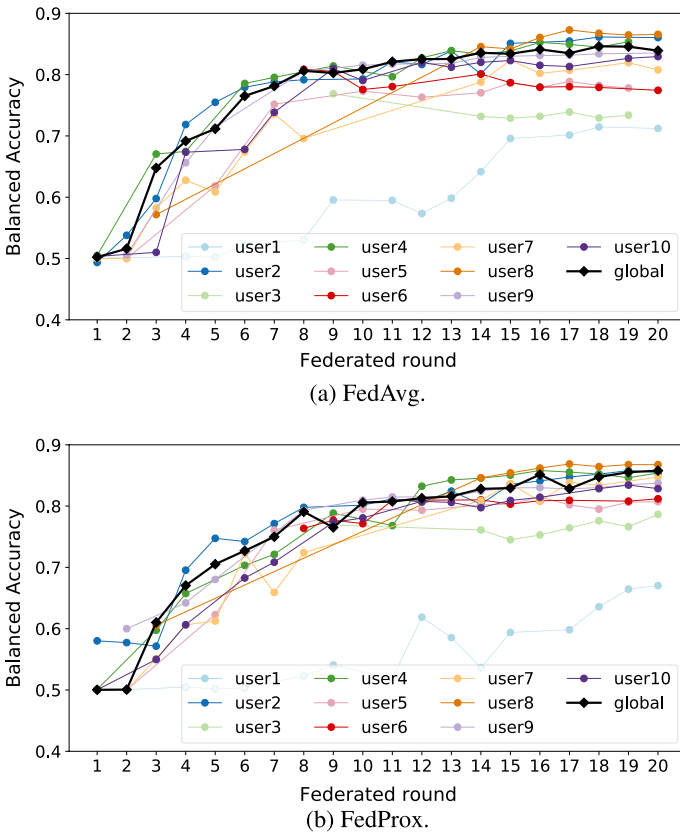 0.9
0.8
0.7
0.6
0.5
0.4
Balanced Accuracy
user1 user4 user7 user10
user2 user5 user8 global
user3 user6 user9
1 2 3 4 5 6 7 8 9 10 11 12 13 14 15 16 17 18 19 20
Federated round
(a) FedAvg.
0.9
0.8
0.7
0.6
0.5
0.4
Balanced Accuracy
user1 user4 user7 user10
user2 user5 user8 global
user3 user6 user9
1 2 3 4 5 6 7 8 9 10 11 12 13 14 15 16 17 18 19 20
Federated round
(b) FedProx.